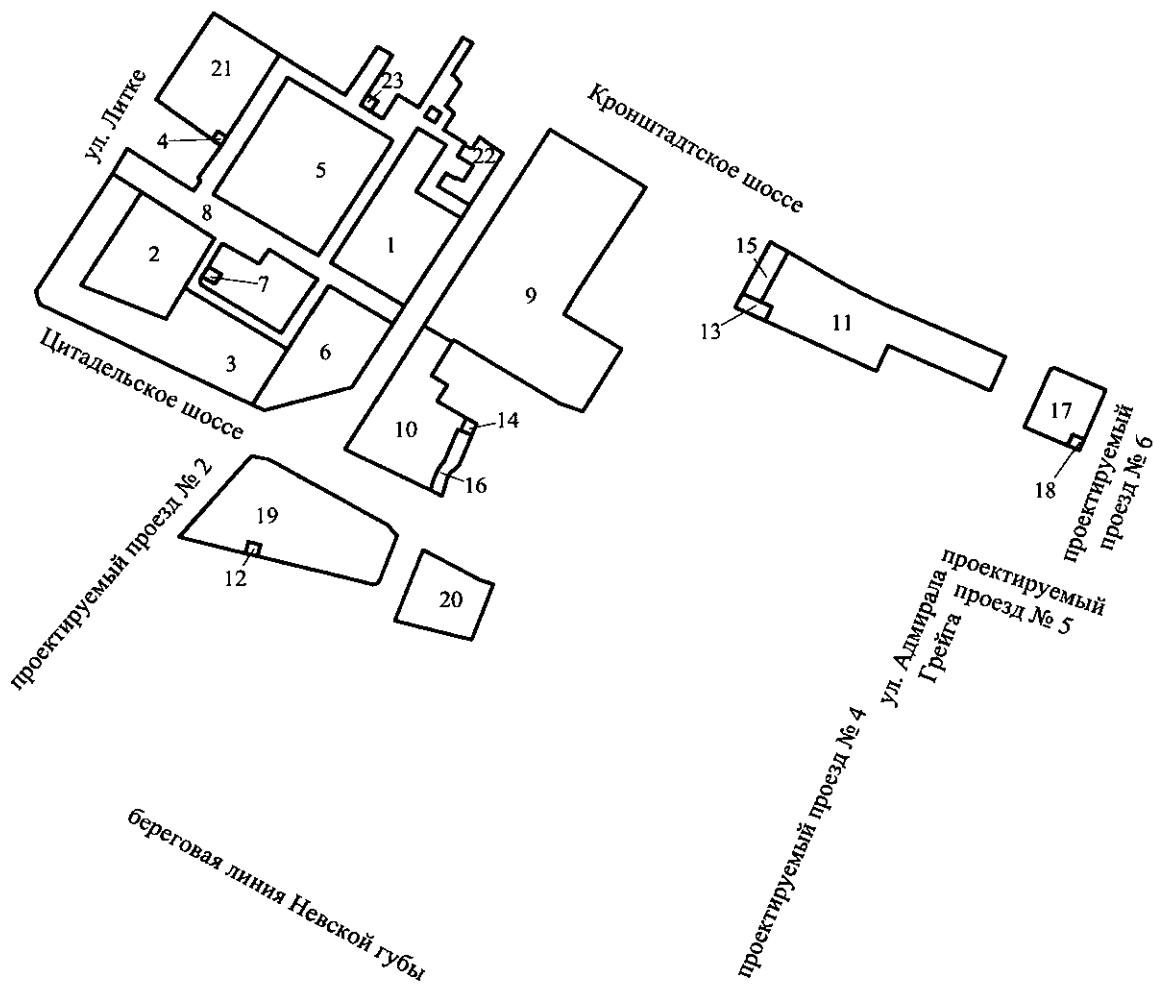 21
23
ул. Литке
4
5
22
Кронштадтское шоссе
8
1
2
7
9
15
13
11
3
6
Цитадельское шоссе
10
14
16
17
18
проектируемый
проезд № 6
проектируемый проезд № 2
19
12
20
проектируемый
проезд № 5
ул. Адмирала
Грейга
проектируемый проезд № 4
береговая линия Невской губы